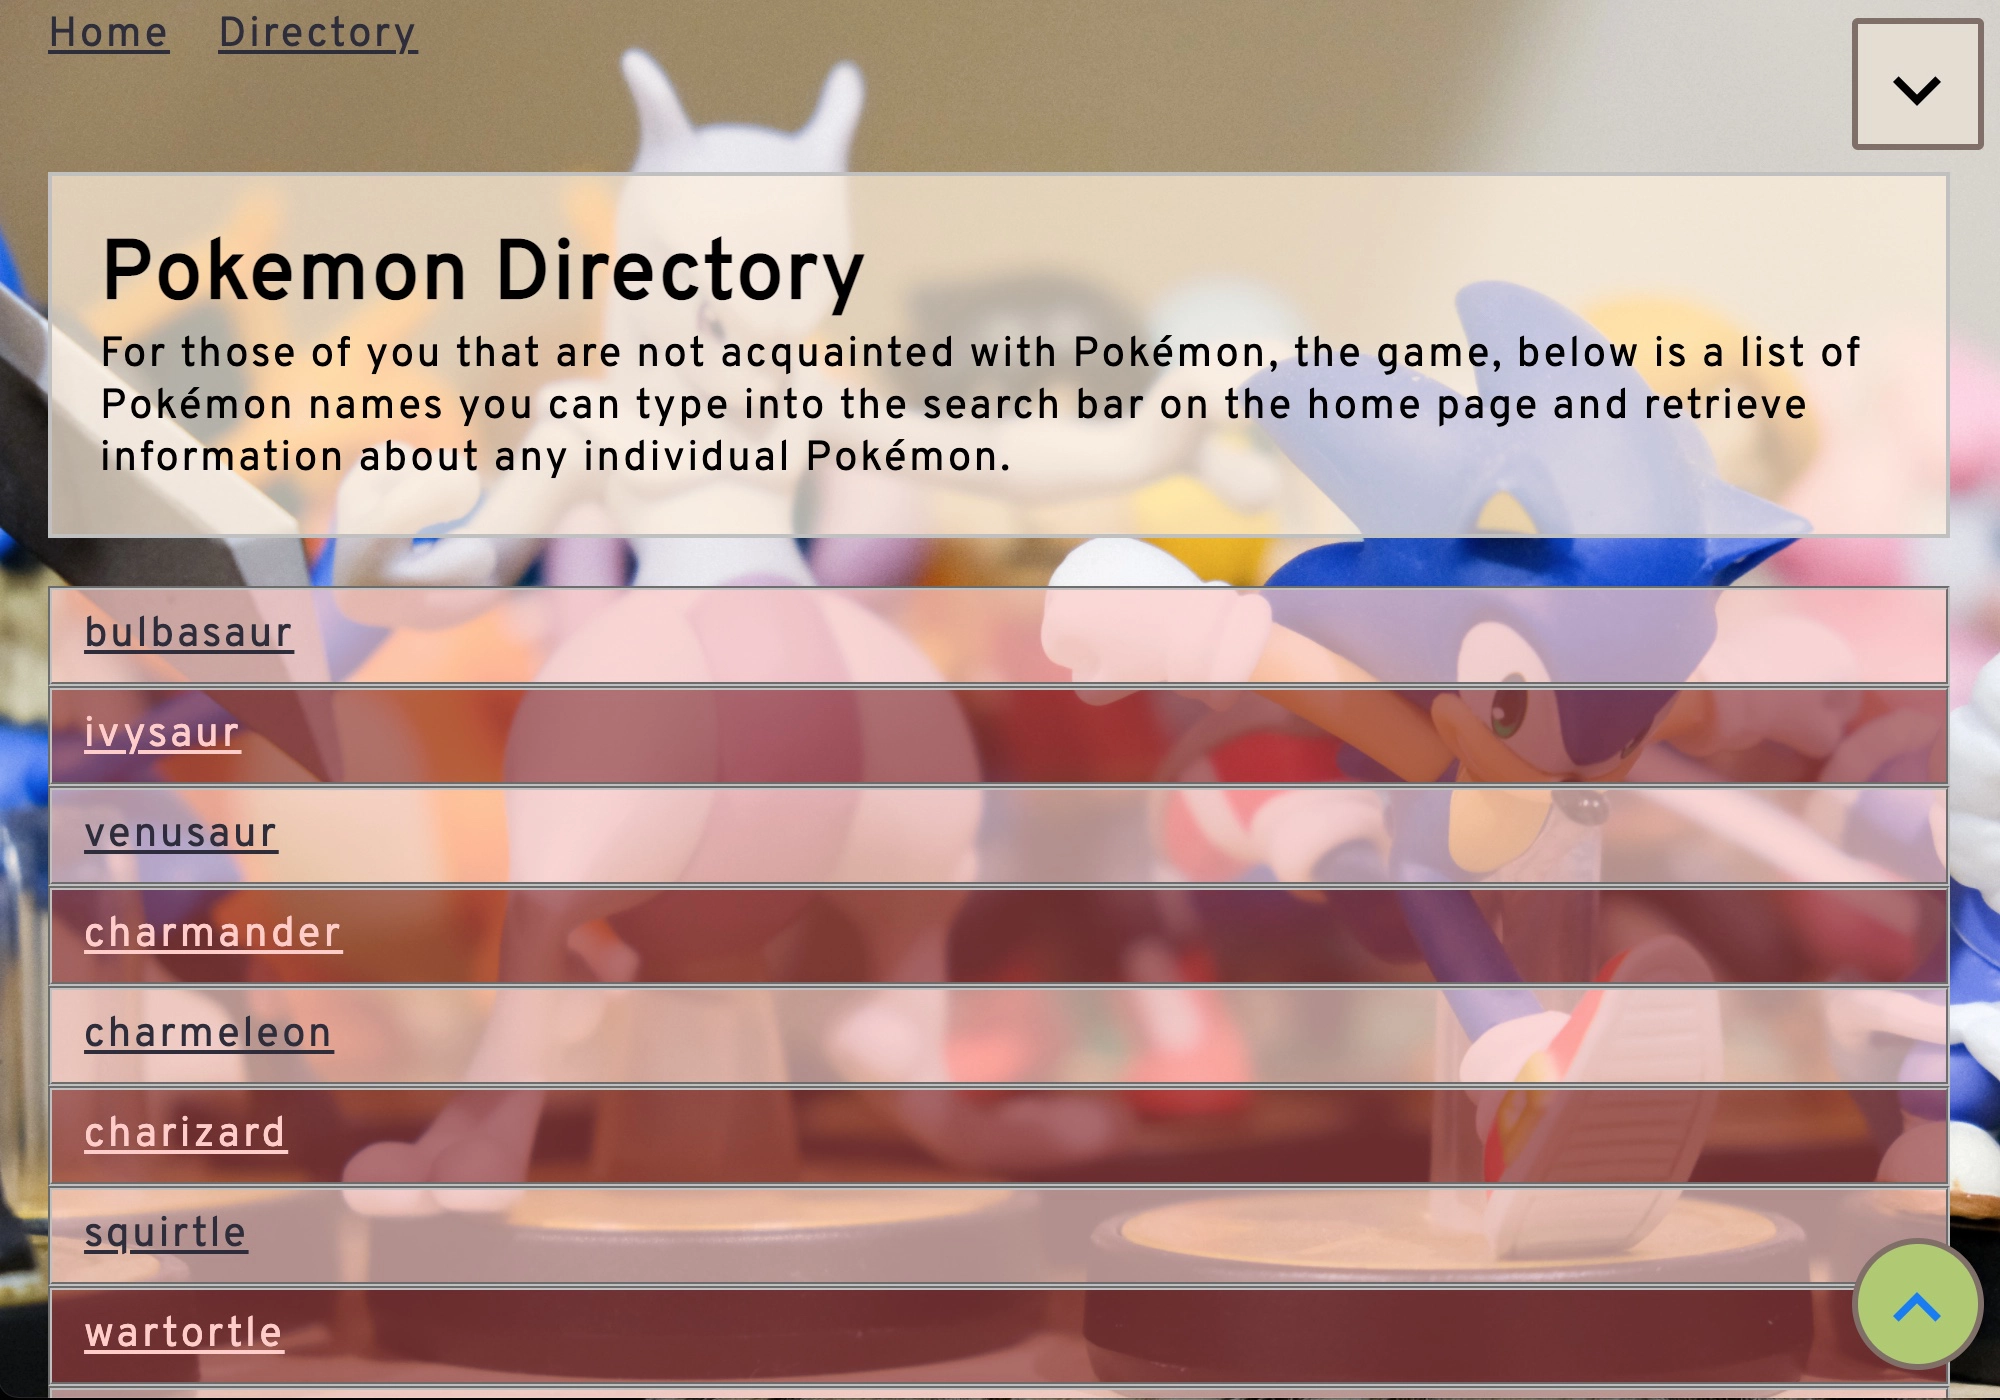 Home Directory
Pokemon Directory
For those of you that are not acquainted with Pokémon, the game, below is a list of
Pokémon names you can type into the search bar on the home page and retrieve
information about any individual Pokémon.
bulbasaur
ivysaur
venusaur
charmander
charmeleon
charizard
squirtle
wartortle